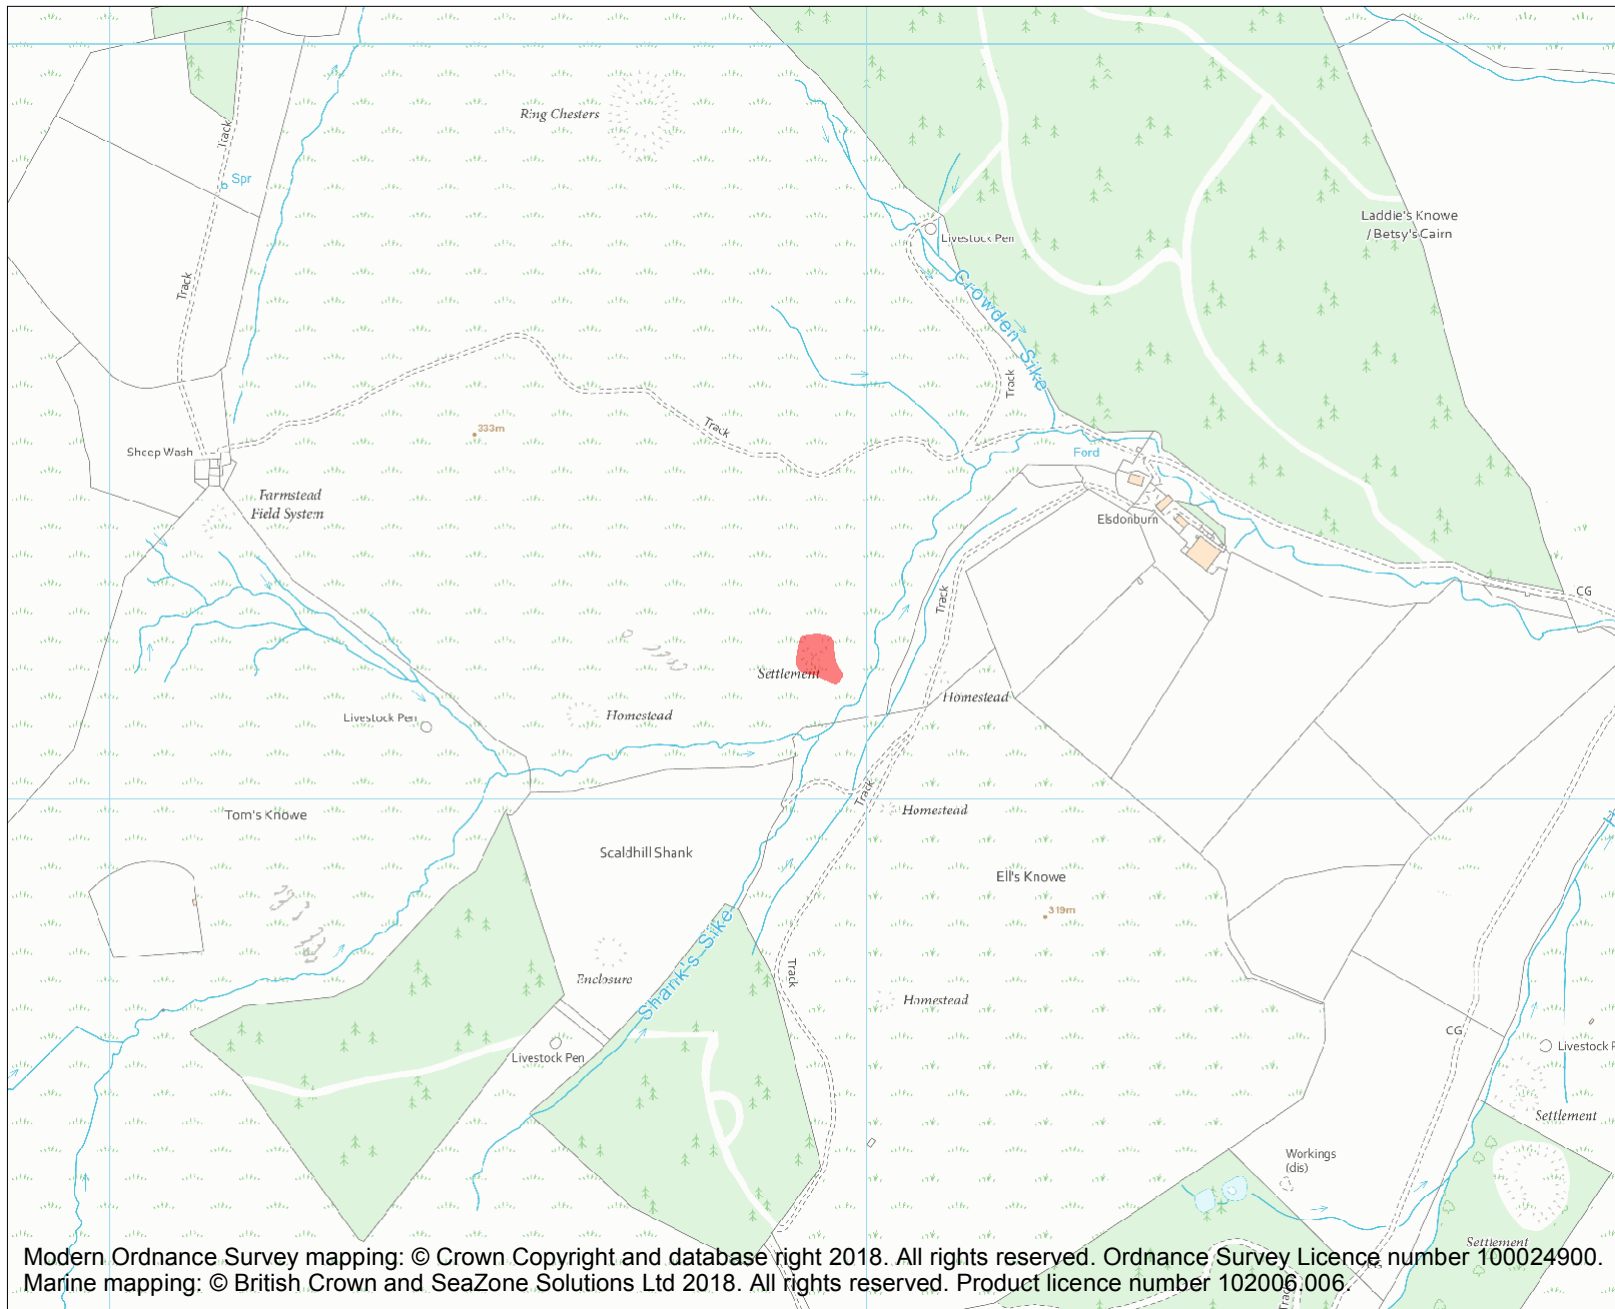 Ring Chesters
Track
Spr
Laddie's Knowe
/ Betsy's Cairn
Livestock Pen
Track
Crowden Sike
Track
Track
333m
Sheep Wash
Ford
Farmstead
Field System
Elsdonburn
CG
Track
Settlement
Homestead
Homestead
Livestock Pen
Track
Homestead
Tom's Knowe
Scaldhill Shank
Ell's Knowe
319m
Shank's Sike
Track
Enclosure
Homestead
CG
Livestock Pen
Livestock P
Settlement
Workings
(dis)
Settlement
Track
Modern Ordnance Survey mapping: © Crown Copyright and database right 2018. All rights reserved. Ordnance Survey Licence number 100024900.
Marine mapping: © British Crown and SeaZone Solutions Ltd 2018. All rights reserved. Product licence number 102006.006.